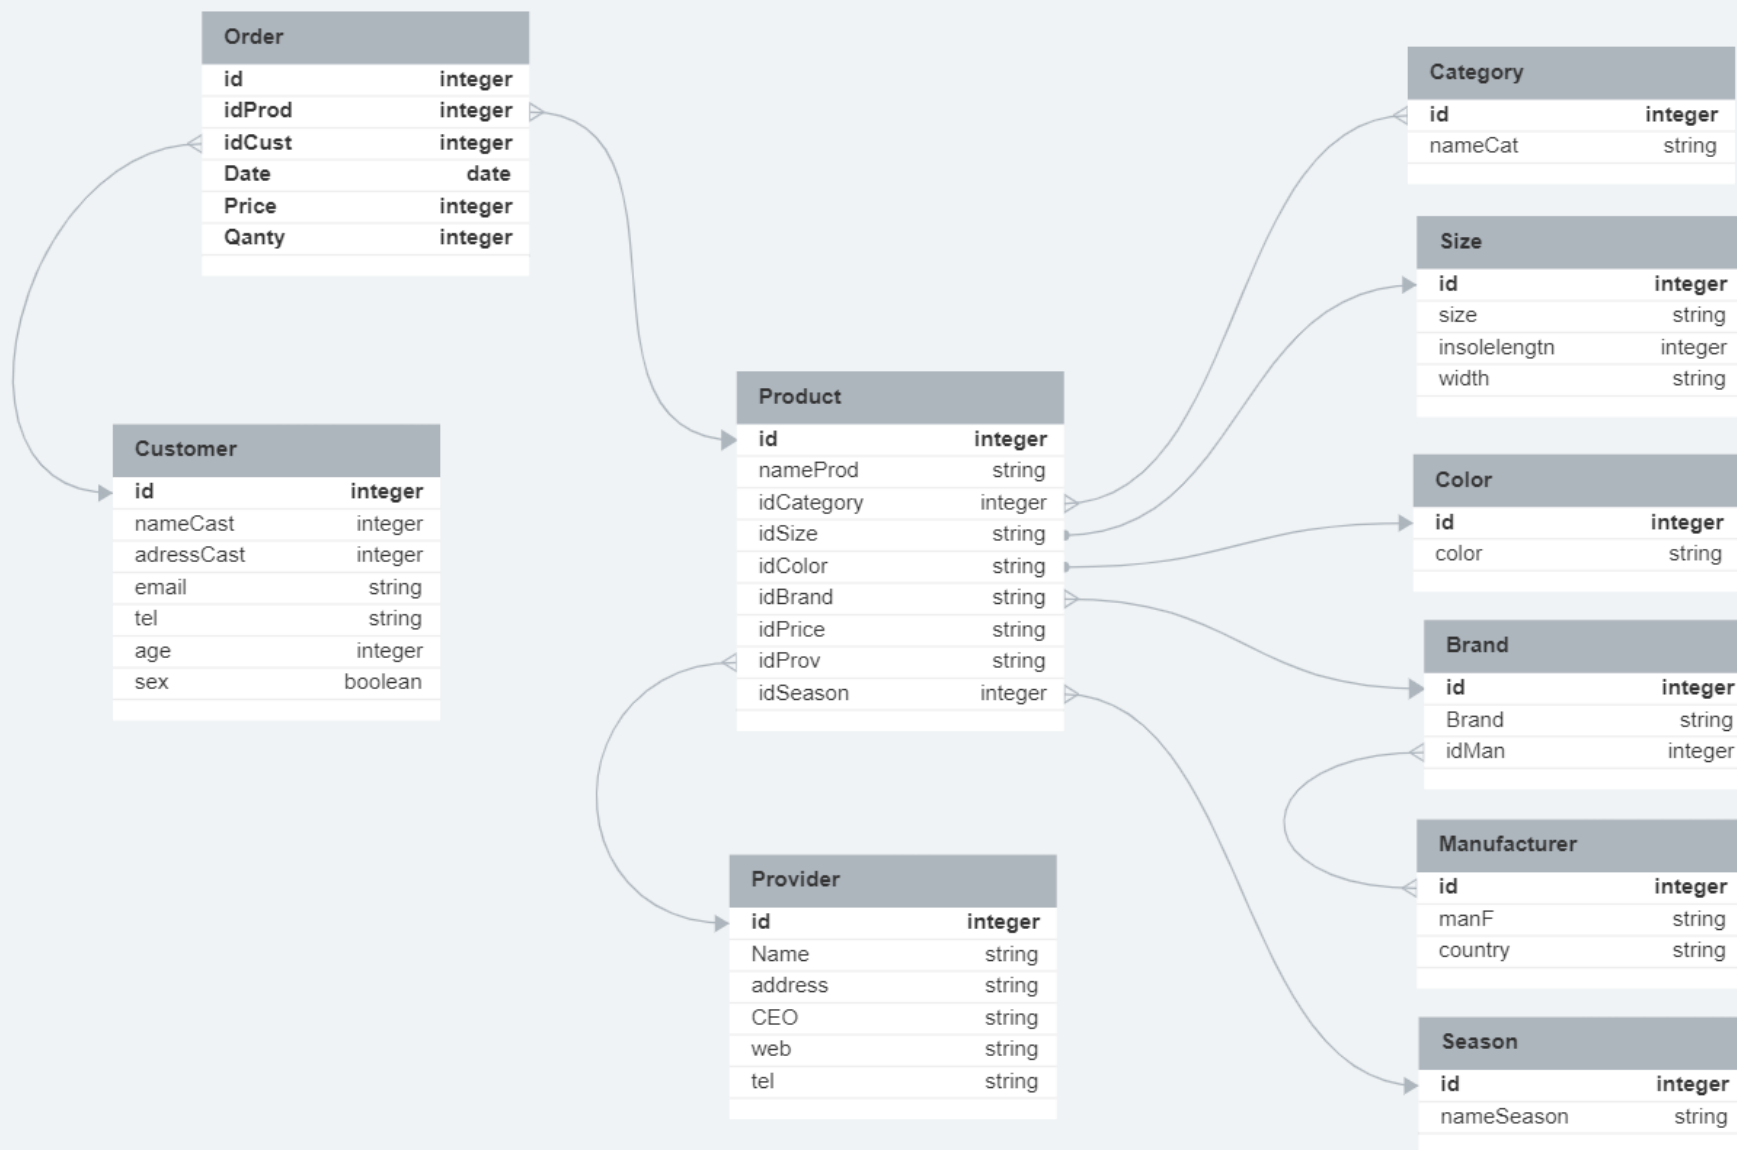 Order
id integer
idProd integer
idCust integer
Date date
Price integer
Qanty integer
Customer
id integer
nameCast integer
adressCast integer
email string
tel string
age integer
sex boolean
Product
id integer
nameProd string
idCategory integer
idSize string
idColor string
idBrand string
idPrice string
idProv string
idSeason integer
Provider
id integer
Name string
address string
CEO string
web string
tel string
Category
id integer
nameCat string
Size
id integer
size string
insolelengtn integer
width string
Color
id integer
color string
Brand
id integer
Brand string
idMan integer
Manufacturer
id integer
manF string
country string
Season
id integer
nameSeason string